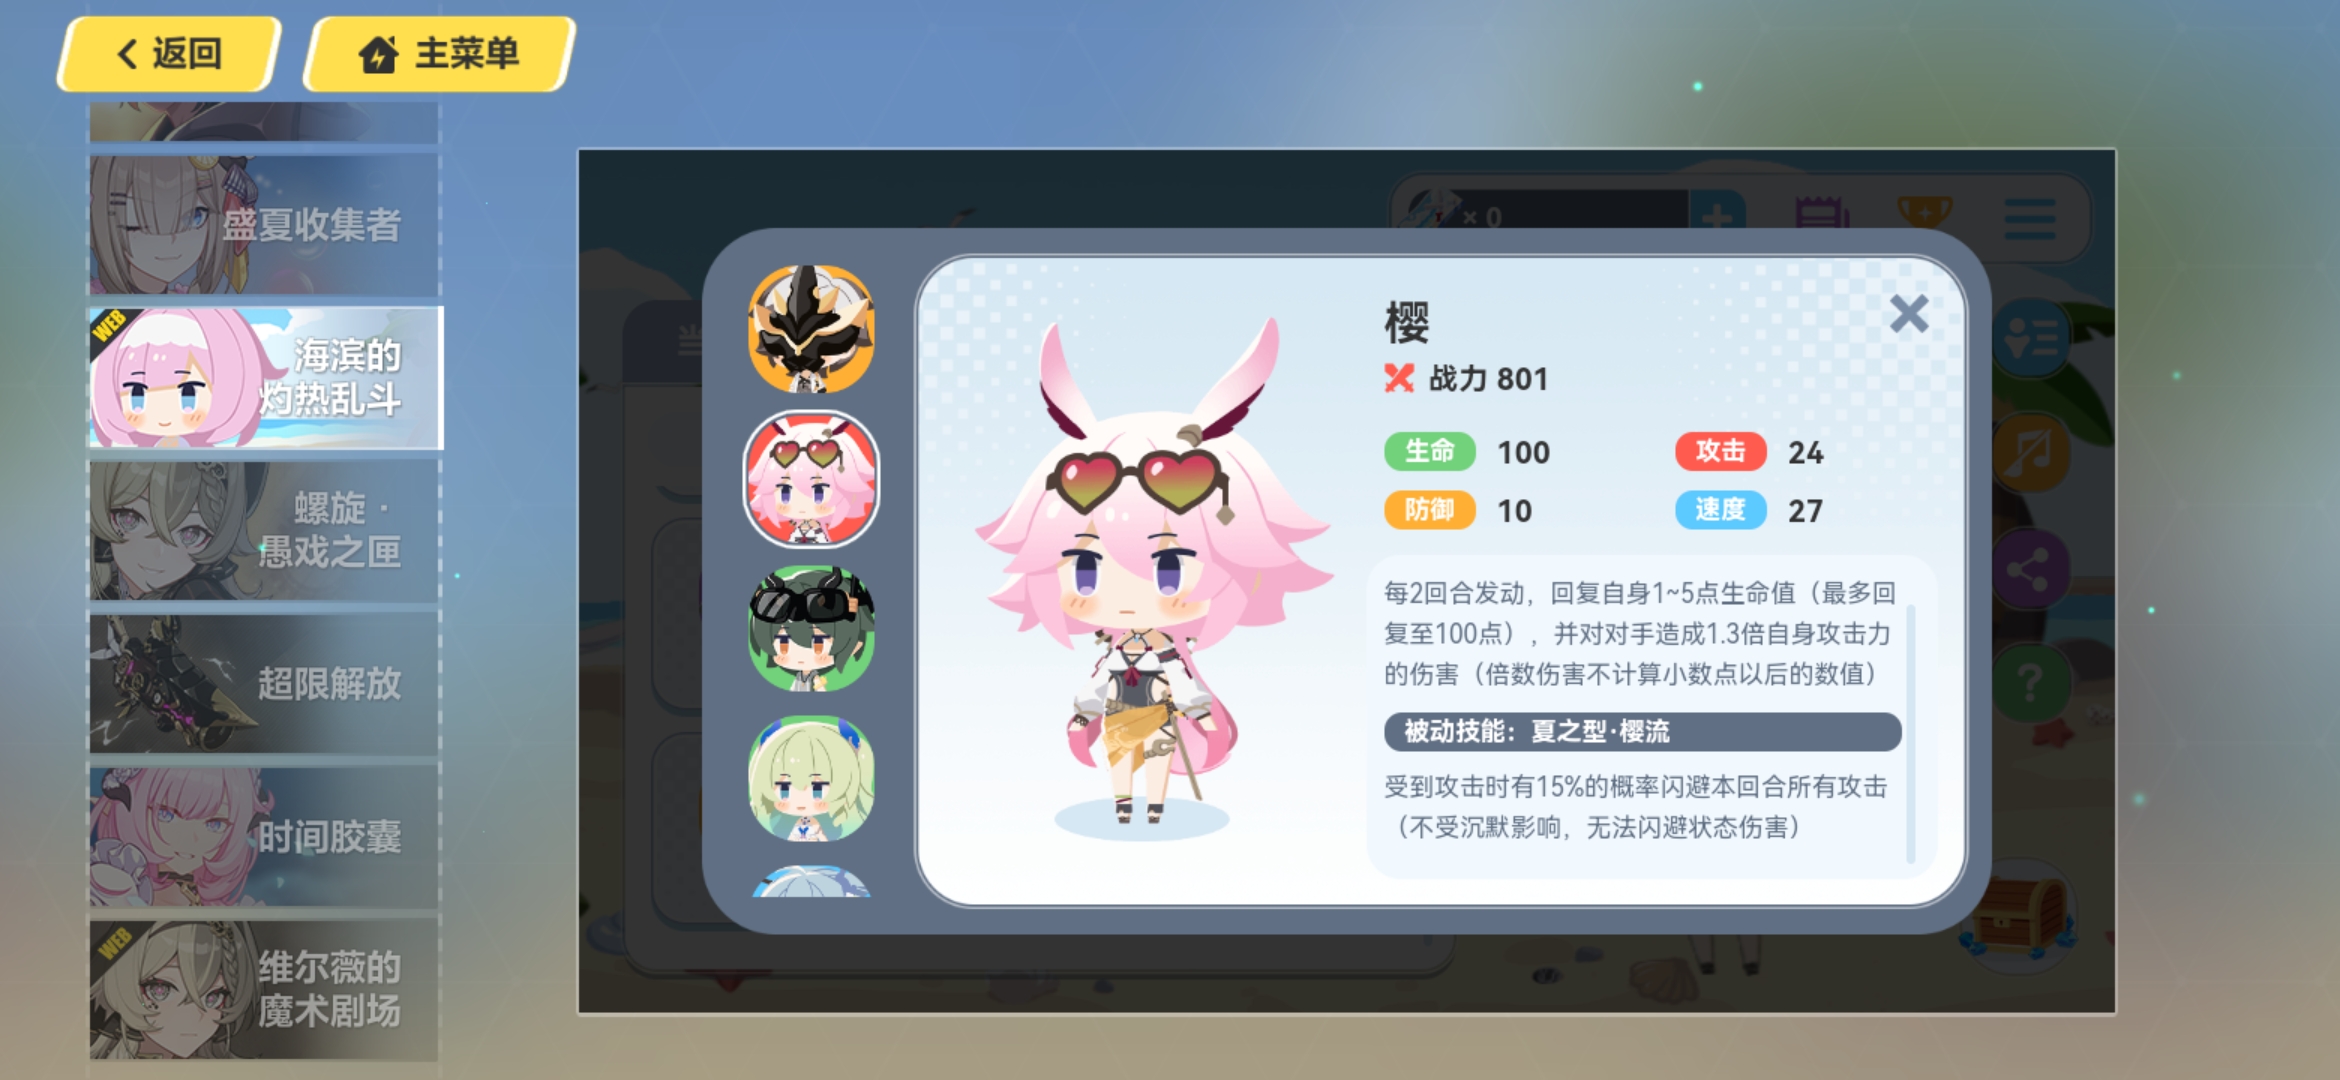 返回
主菜单
盛夏收集者
WEB
海滨的
灼热乱斗
螺旋·
愚戏之匣
超限解放
时间胶囊
WEB
维尔薇的
魔术剧场
× 0
当
樱
战力 801
生命 100
攻击 24
防御 10
速度 27
每2回合发动，回复自身1~5点生命值（最多回
复至100点），并对对手造成1.3倍自身攻击力
的伤害（倍数伤害不计算小数点以后的数值）
被动技能：夏之型·樱流
受到攻击时有15%的概率闪避本回合所有攻击
（不受沉默影响，无法闪避状态伤害）
?